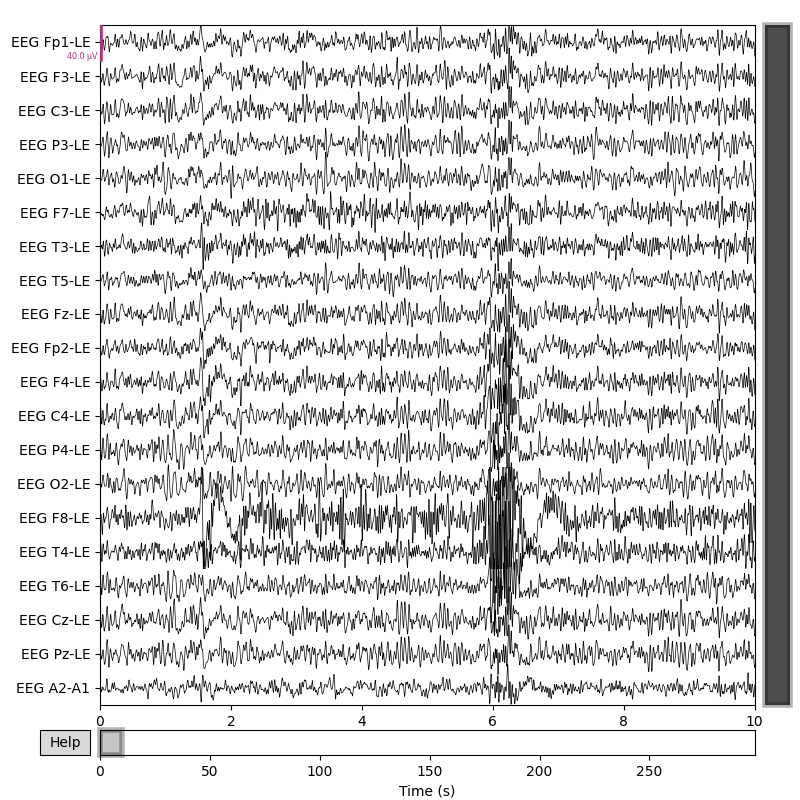 EEG Fp1-LE
40.0 µV
EEG F3-LE
EEG C3-LE
EEG P3-LE
EEG O1-LE
EEG F7-LE
EEG T3-LE
EEG T5-LE
EEG Fz-LE
EEG Fp2-LE
EEG F4-LE
EEG C4-LE
EEG P4-LE
EEG O2-LE
EEG F8-LE
EEG T4-LE
EEG T6-LE
EEG Cz-LE
EEG Pz-LE
EEG A2-A1
0 2 4 6 8 10
Help
0 50 100 150 200 250
Time (s)